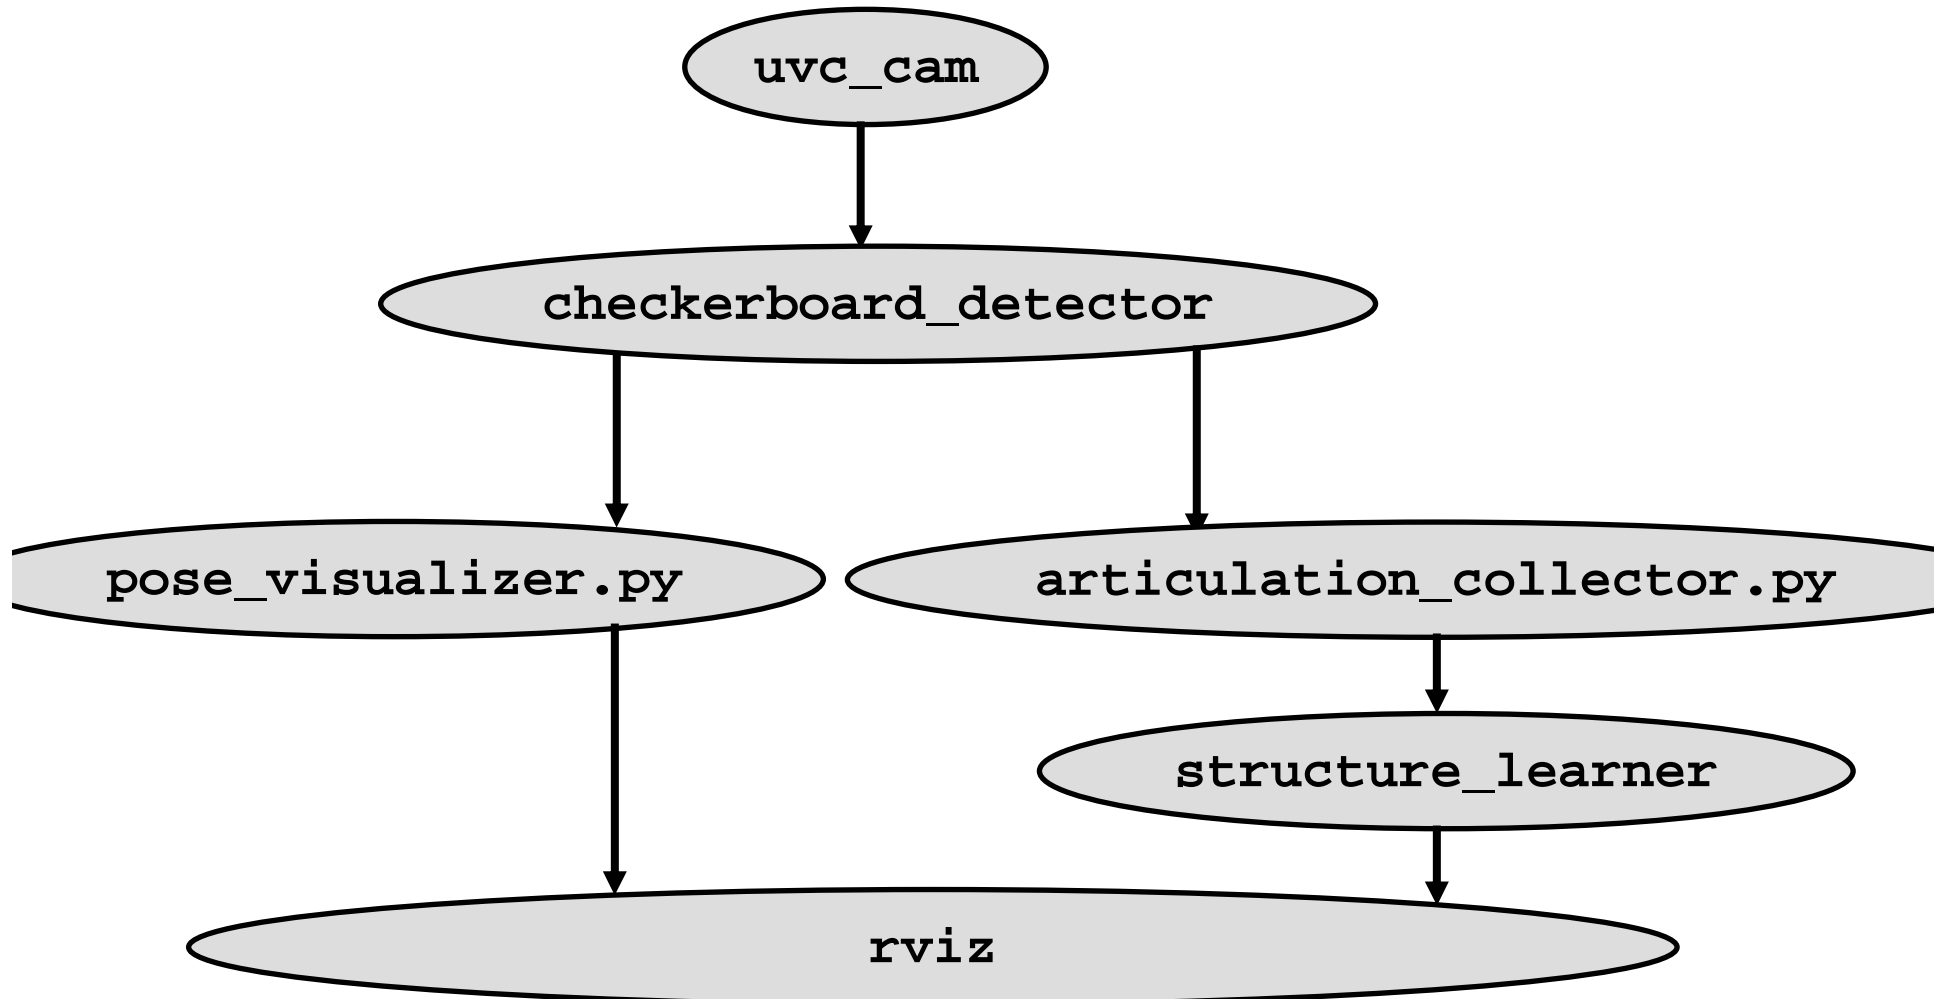 uvc_cam
checkerboard_detector
pose_visualizer.py
articulation_collector.py
structure_learner
rviz